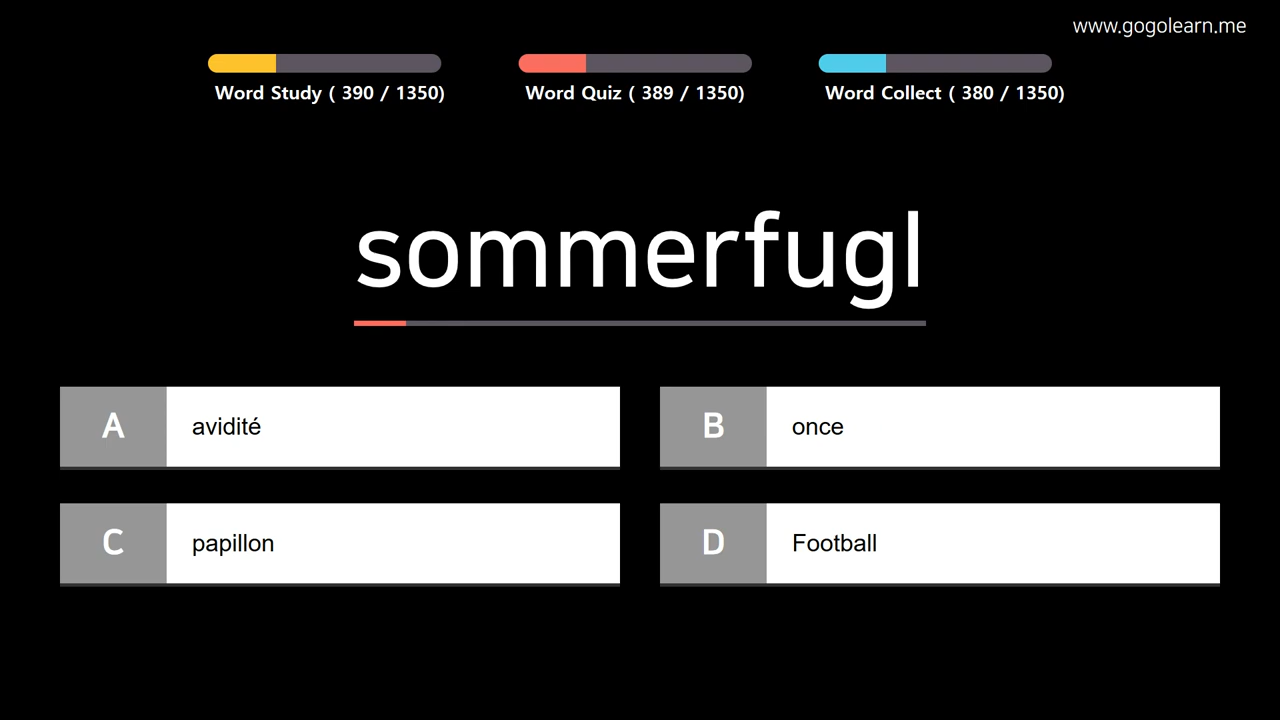 www.gogolearn.me
Word Study ( 390 / 1350)
Word Quiz ( 389 / 1350)
Word Collect ( 380 / 1350)
sommerfugl
A avidité
B once
C papillon
D Football